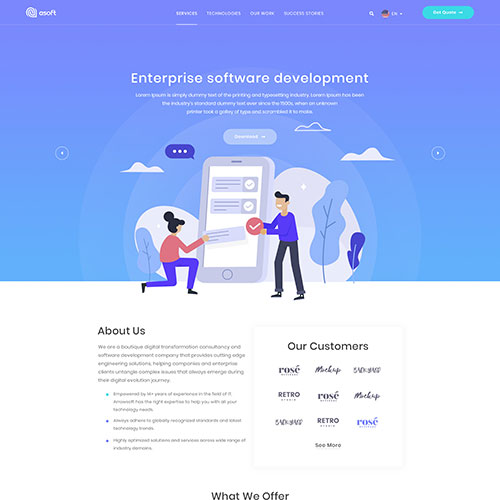 asoft
SERVICES TECHNOLOGIES OUR WORK SUCCESS STORIES EN Get Quote
Enterprise software development
Lorem Ipsum is simply dummy text of the printing and typesetting industry. Lorem Ipsum has been
the industry's standard dummy text ever since the 1500s, when an unknown
printer took a galley of type and scrambled it to make.
Download
About Us
We are a boutique digital transformation consultancy and
software development company that provides cutting edge
engineering solutions, helping companies and enterprise
clients untangle complex issues that always emerge during
their digital evolution journey.
Empowered by 14+ years of experience in the field of IT.
has the right expertise to help you with all your
technology needs.
Always adhere to globally recognized standards and latest
technology trends
Highly optimized solutions and services across wide range of
industry domains.
Our Customers
rosé Mockup BACKYARD
RETRO rosé Mockup
STUDIO
BACKYARD RETRO rosé
STUDIO
See More
What We Offer